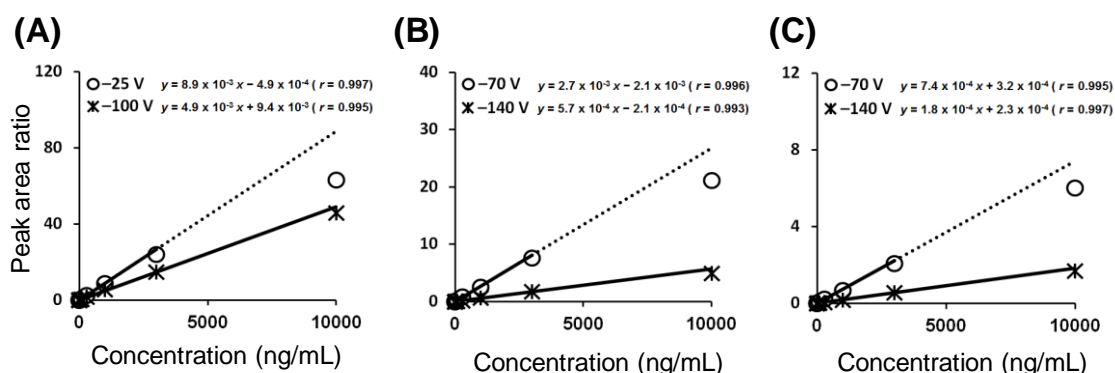 (A)
(B)
(C)
Peak area ratio
120
80
40
0
○ –25 V y = 8.9 x 10⁻³ x – 4.9 x 10⁻⁴ ( r = 0.997)
–100 V y = 4.9 x 10⁻³ x + 9.4 x 10⁻³ ( r = 0.995)
0
5000
10000
Concentration (ng/mL)
40
30
20
10
0
○ –70 V y = 2.7 x 10⁻³ x – 2.1 x 10⁻³ ( r = 0.996)
–140 V y = 5.7 x 10⁻⁴ x – 2.1 x 10⁻⁴ ( r = 0.993)
0
5000
10000
Concentration (ng/mL)
12
8
4
0
○ –70 V y = 7.4 x 10⁻⁴ x + 3.2 x 10⁻⁴ ( r = 0.995)
–140 V y = 1.8 x 10⁻⁴ x + 2.3 x 10⁻⁴ ( r = 0.997)
0
5000
10000
Concentration (ng/mL)